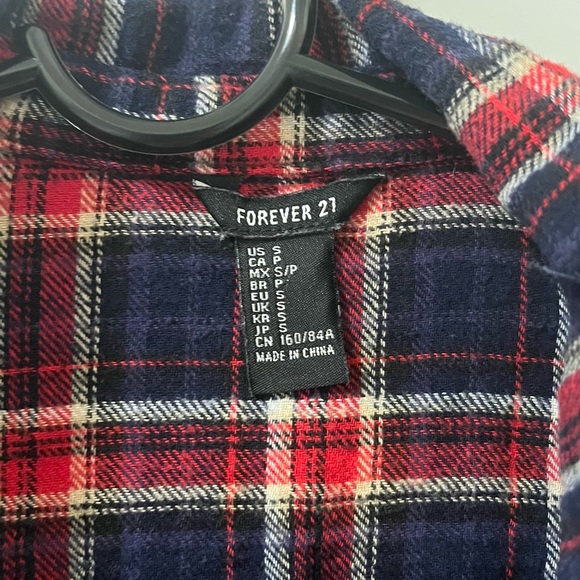 FOREVER 21
US S
CA P
MX S/P
BR P
EU S
UK S
KR S
JP S
CN 160/84A
MADE IN CHINA